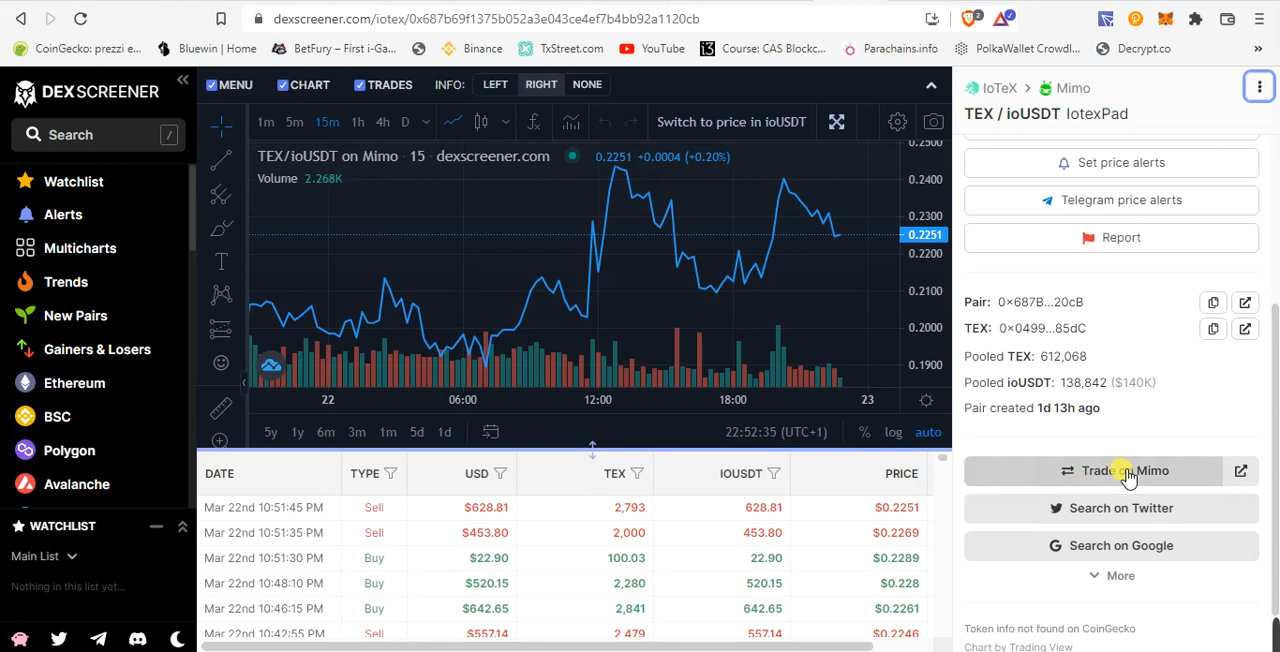 dexscreener.com/iotex/0x687b69f1375b052a3e043ce4ef7b4bb92a1120cb
2
CoinGecko: prezzi e...
Bluewin | Home
BetFury – First i-Ga...
Binance
TxStreet.com
YouTube
Course: CAS Blockc...
Parachains.info
PolkaWallet Crowdl...
Decrypt.co
»
DEX SCREENER
Search /
Watchlist
Alerts
Multicharts
Trends
New Pairs
Gainers & Losers
Ethereum
BSC
Polygon
Avalanche
WATCHLIST
Main List
Nothing in this list yet...
MENU CHART TRADES INFO: LEFT RIGHT NONE
1m 5m 15m 1h 4h D Switch to price in ioUSDT
TEX/ioUSDT on Mimo · 15 · dexscreener.com 0.2251 +0.0004 (+0.20%)
Volume 2.268K
0.2500
0.2400
0.2300
0.2251
0.2200
0.2100
0.2000
0.1900
22 06:00 12:00 18:00 23
5y 1y 6m 3m 1m 5d 1d 22:52:35 (UTC+1) % log auto
DATE TYPE USD TEX IOUSDT PRICE
Mar 22nd 10:51:45 PM Sell $628.81 2,793 628.81 $0.2251
Mar 22nd 10:51:35 PM Sell $453.80 2,000 453.80 $0.2269
Mar 22nd 10:51:30 PM Buy $22.90 100.03 22.90 $0.2289
Mar 22nd 10:48:10 PM Buy $520.15 2,280 520.15 $0.228
Mar 22nd 10:46:15 PM Buy $642.65 2,841 642.65 $0.2261
Mar 22nd 10:42:55 PM Sell $557.14 2,479 557.14 $0.2246
IoTeX > Mimo
TEX / ioUSDT IotexPad
Set price alerts
Telegram price alerts
Report
Pair: 0×687B...20cB
TEX: 0×0499...85dC
Pooled TEX: 612,068
Pooled ioUSDT: 138,842 ($140K)
Pair created 1d 13h ago
Trade on Mimo
Search on Twitter
Search on Google
More
Token info not found on CoinGecko
Chart by Trading View